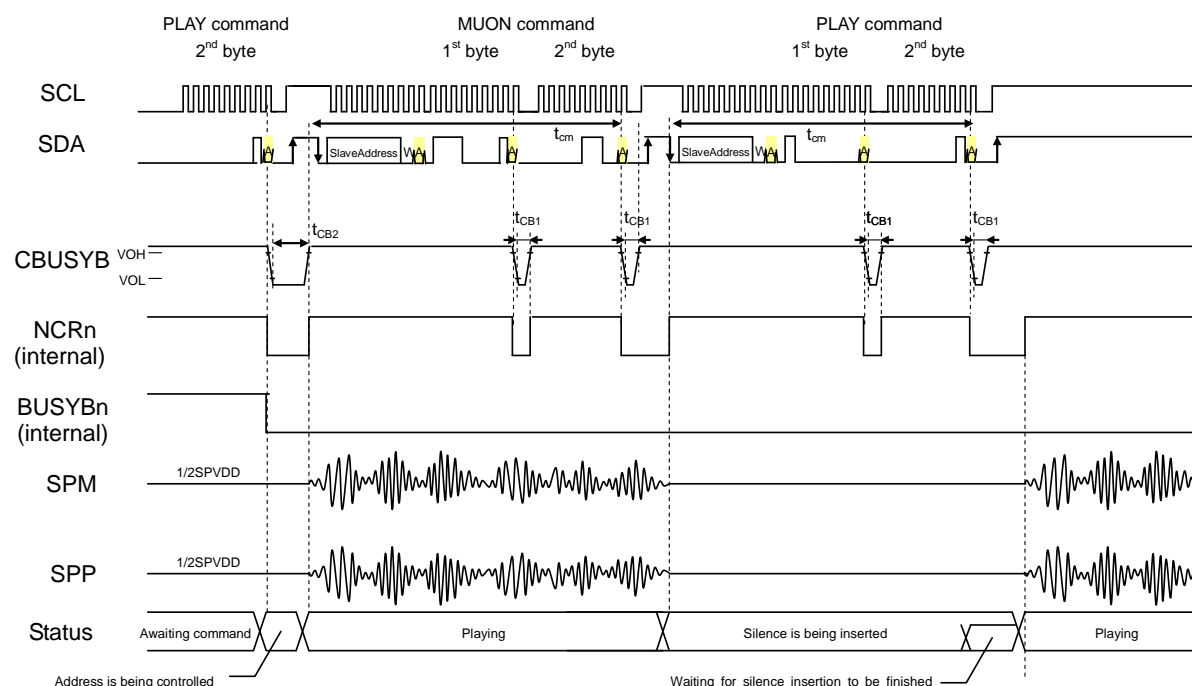 PLAY command
2nd byte
MUON command
1st byte 2nd byte
PLAY command
1st byte 2nd byte
SCL
SDA
A
SlaveAddress W A
A
tcm
A
SlaveAddress W A
tcm
A
A
CBUSYB
VOH
VOL
tCB2
tCB1
tCB1
tCB1
tCB1
NCRn
(internal)
BUSYBn
(internal)
SPM
1/2SPVDD
SPP
1/2SPVDD
Status
Awaiting command
Playing
Silence is being inserted
Playing
Address is being controlled
Waiting for silence insertion to be finished